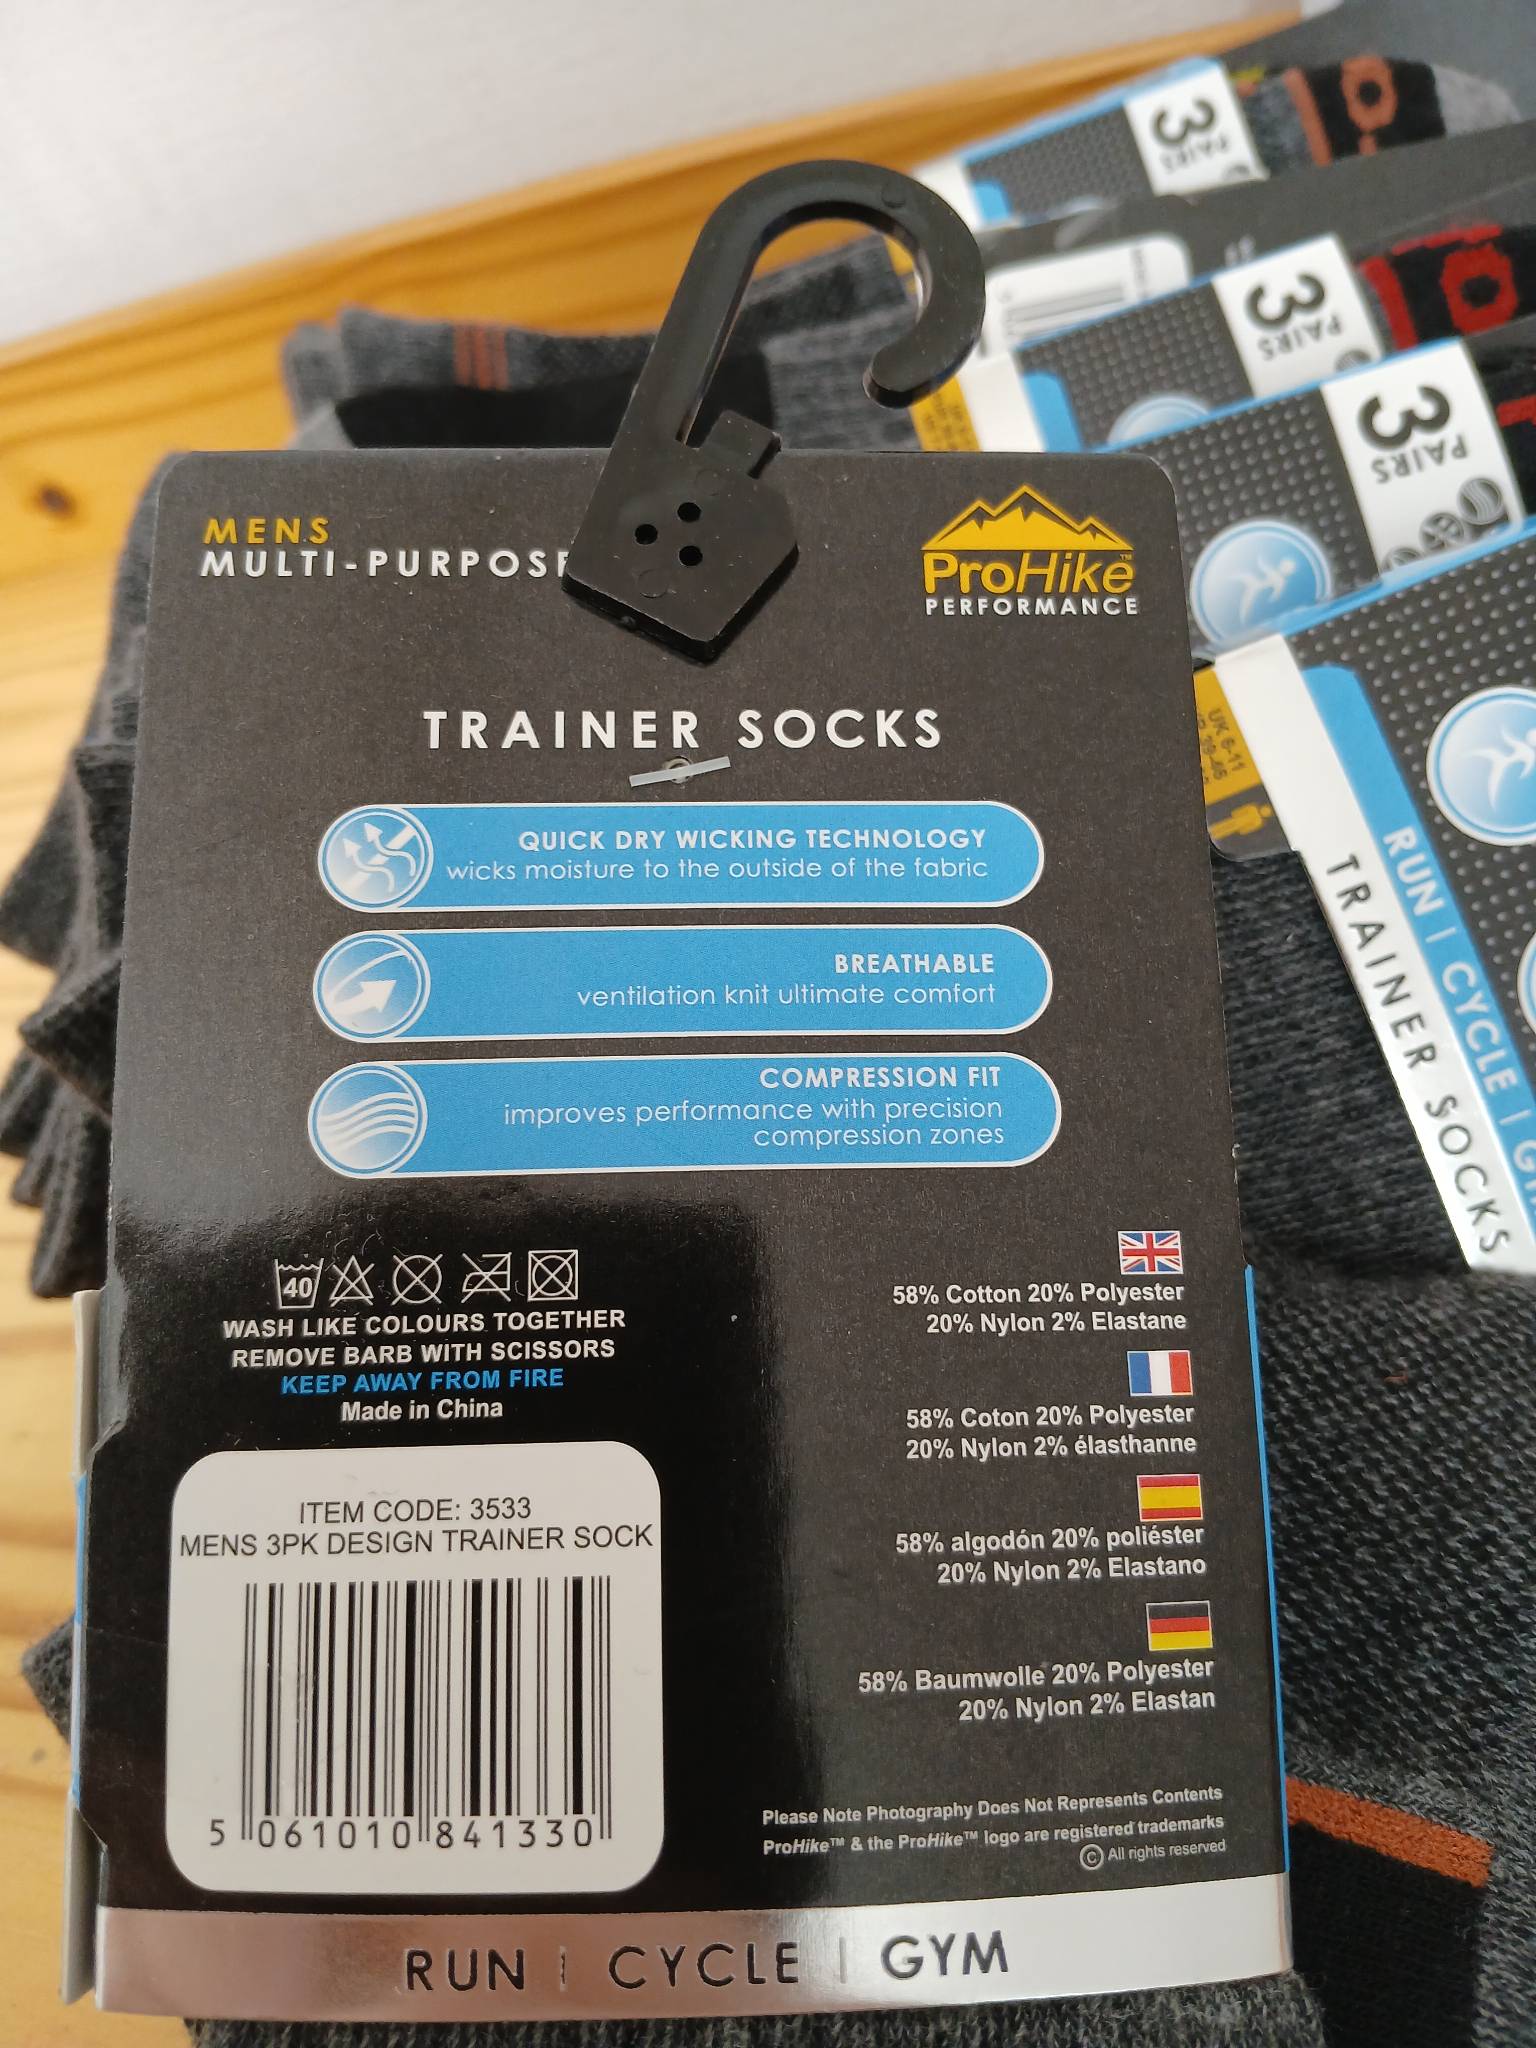 MENS
MULTI-PURPOSE
ProHike™
PERFORMANCE
TRAINER SOCKS
QUICK DRY WICKING TECHNOLOGY
wicks moisture to the outside of the fabric
BREATHABLE
ventilation knit ultimate comfort
COMPRESSION FIT
improves performance with precision
compression zones
40
WASH LIKE COLOURS TOGETHER
REMOVE BARB WITH SCISSORS
KEEP AWAY FROM FIRE
Made in China
ITEM CODE: 3533
MENS 3PK DESIGN TRAINER SOCK
5 061010 841330
58% Cotton 20% Polyester
20% Nylon 2% Elastane
58% Coton 20% Polyester
20% Nylon 2% élasthanne
58% algodón 20% poliéster
20% Nylon 2% Elastano
58% Baumwolle 20% Polyester
20% Nylon 2% Elastan
Please Note Photography Does Not Represents Contents
ProHike™ & the ProHike™ logo are registered trademarks
© All rights reserved
RUN | CYCLE | GYM
3
PAIRS
3
PAIRS
3
PAIRS
UK 6-11
RUN | CYCLE | GYM
TRAINER SOCKS